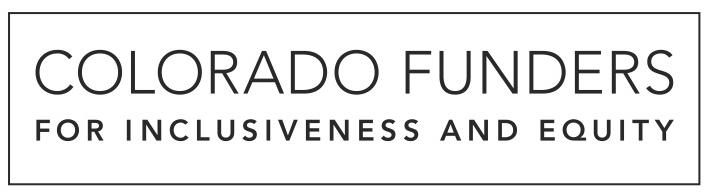 COLORADO FUNDERS
FOR INCLUSIVENESS AND EQUITY